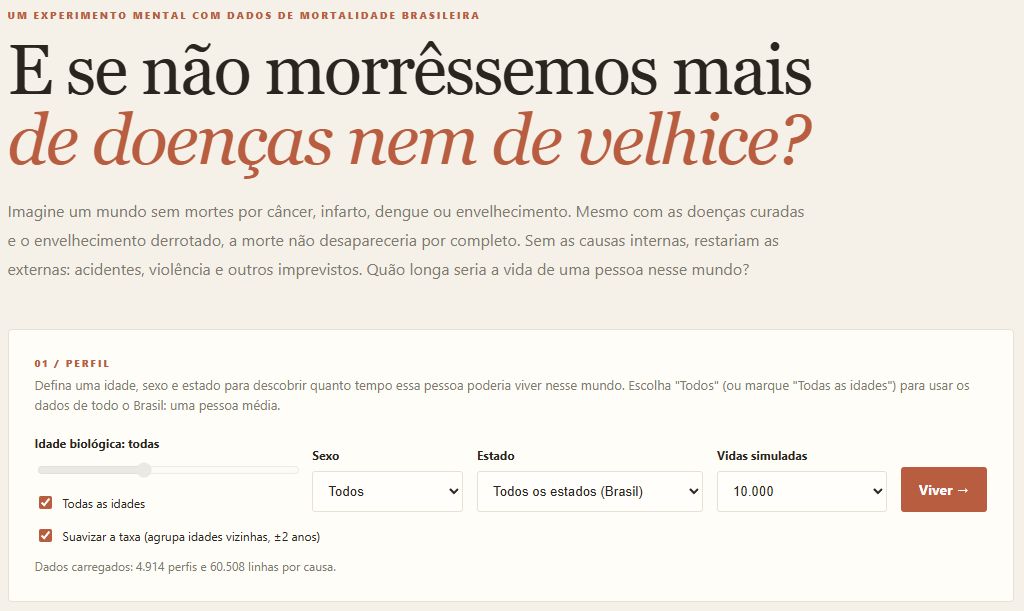 UM EXPERIMENTO MENTAL COM DADOS DE MORTALIDADE BRASILEIRA
E se não morrêssemos mais
de doenças nem de velhice?
Imagine um mundo sem mortes por câncer, infarto, dengue ou envelhecimento. Mesmo com as doenças curadas
e o envelhecimento derrotado, a morte não desapareceria por completo. Sem as causas internas, restariam as
externas: acidentes, violência e outros imprevistos. Quão longa seria a vida de uma pessoa nesse mundo?
01 / PERFIL
Defina uma idade, sexo e estado para descobrir quanto tempo essa pessoa poderia viver nesse mundo. Escolha "Todos" (ou marque "Todas as idades") para usar os
dados de todo o Brasil: uma pessoa média.
Idade biológica: todas
Sexo
Estado
Vidas simuladas
Todos
Todos os estados (Brasil)
10.000
Viver →
Todas as idades
Suavizar a taxa (agrupa idades vizinhas, ±2 anos)
Dados carregados: 4.914 perfis e 60.508 linhas por causa.